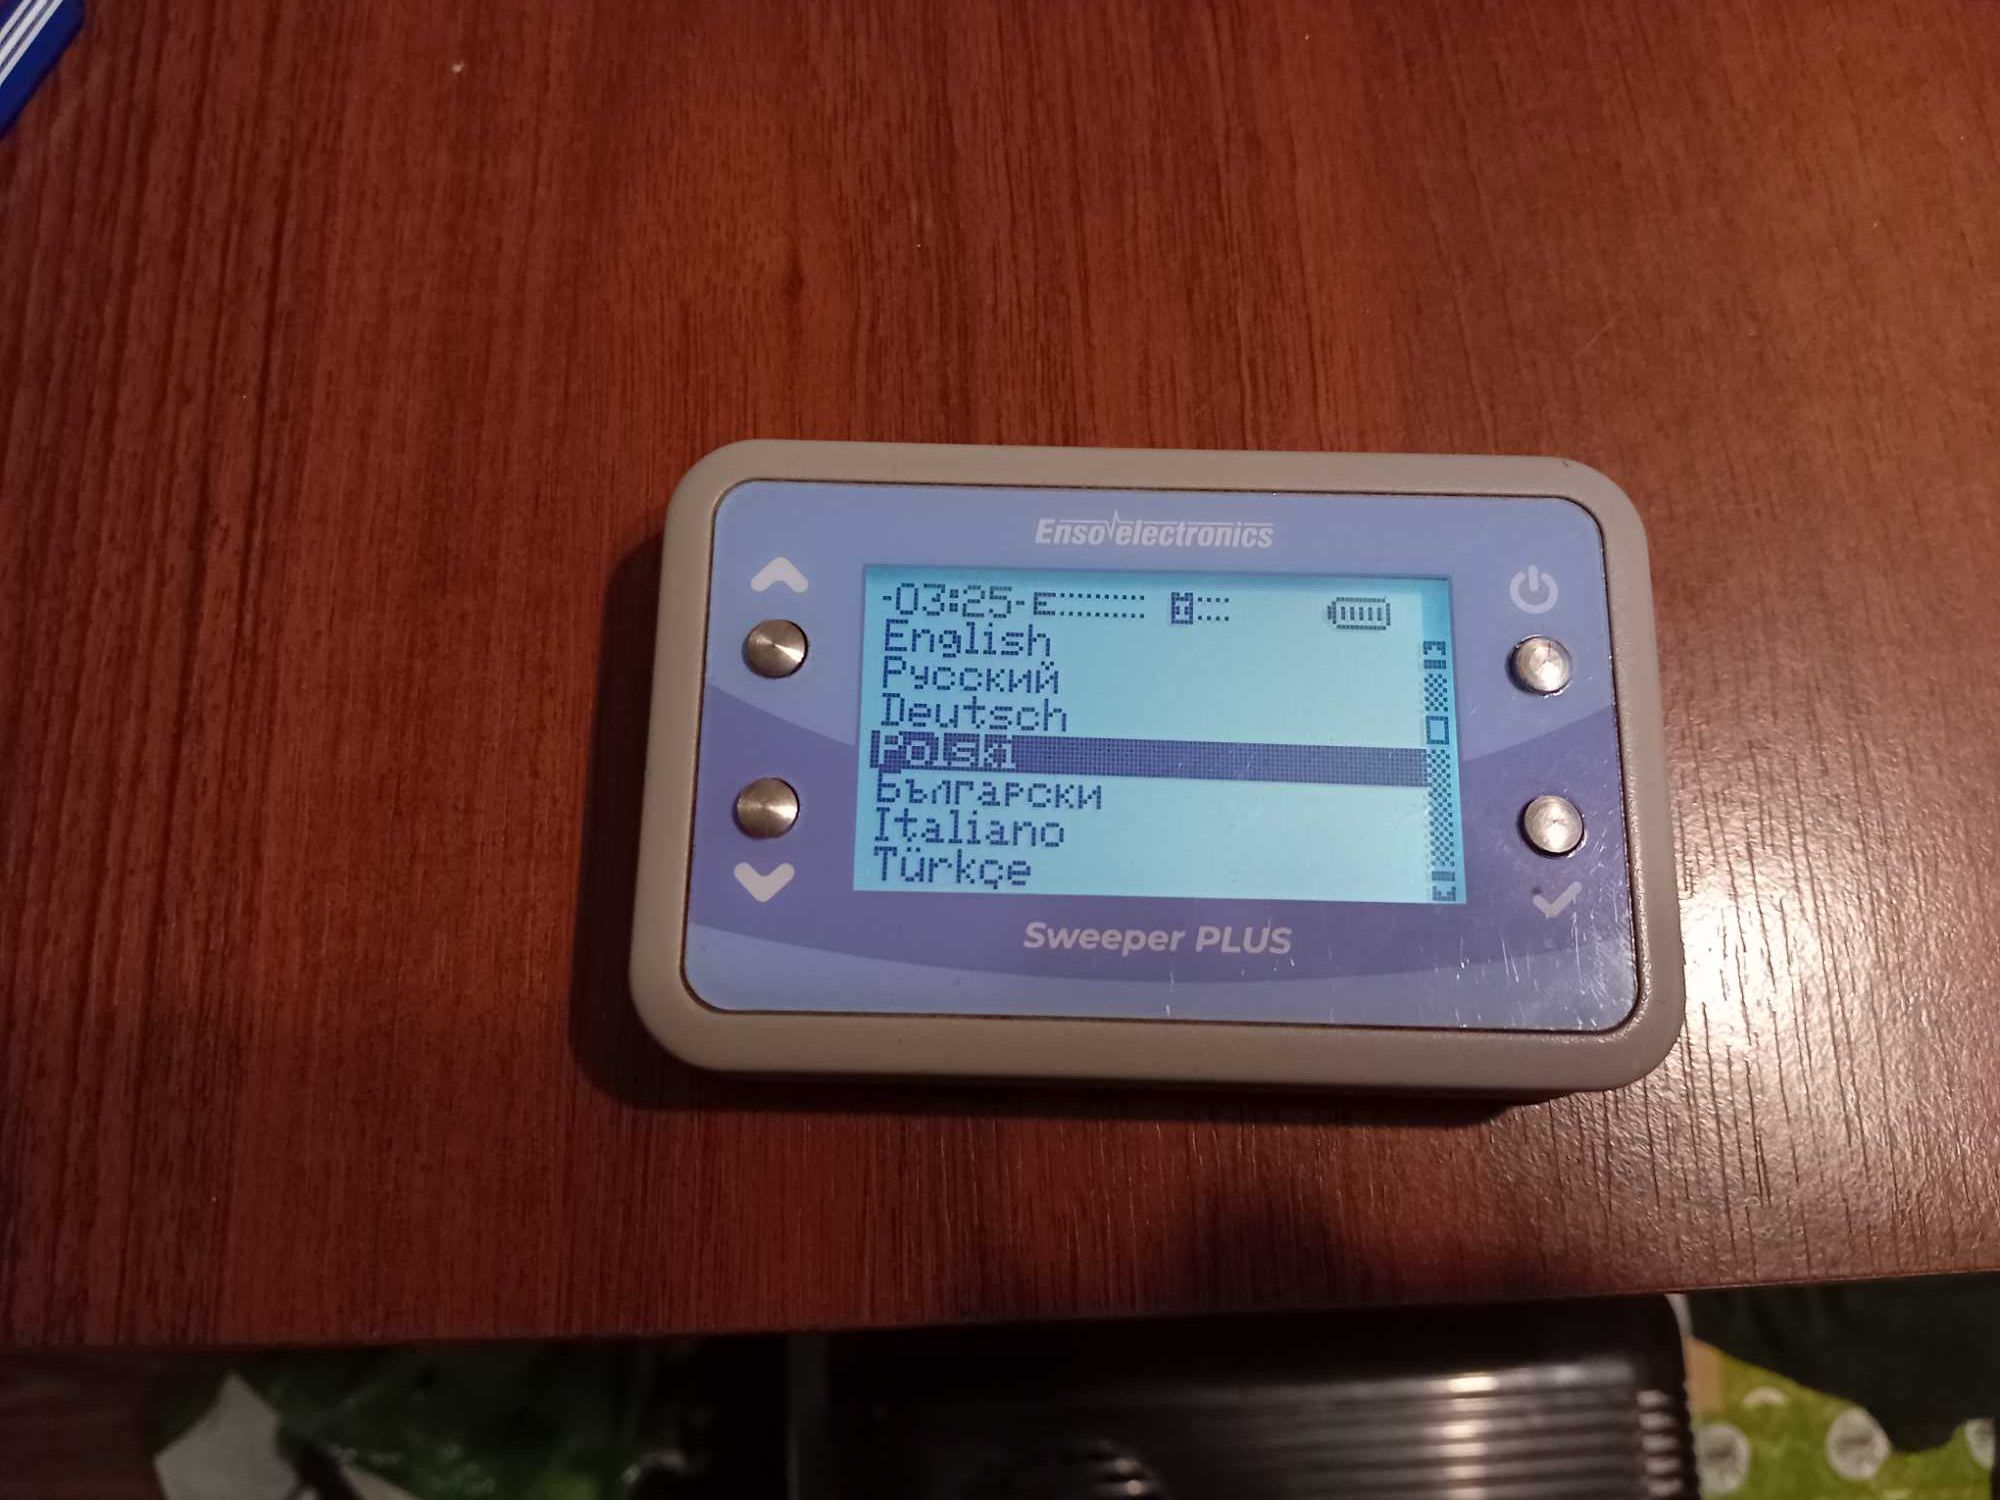 Enso electronics
-03:25-E
English
Русский
Deutsch
Polski
Български
Italiano
Türkçe
Sweeper PLUS